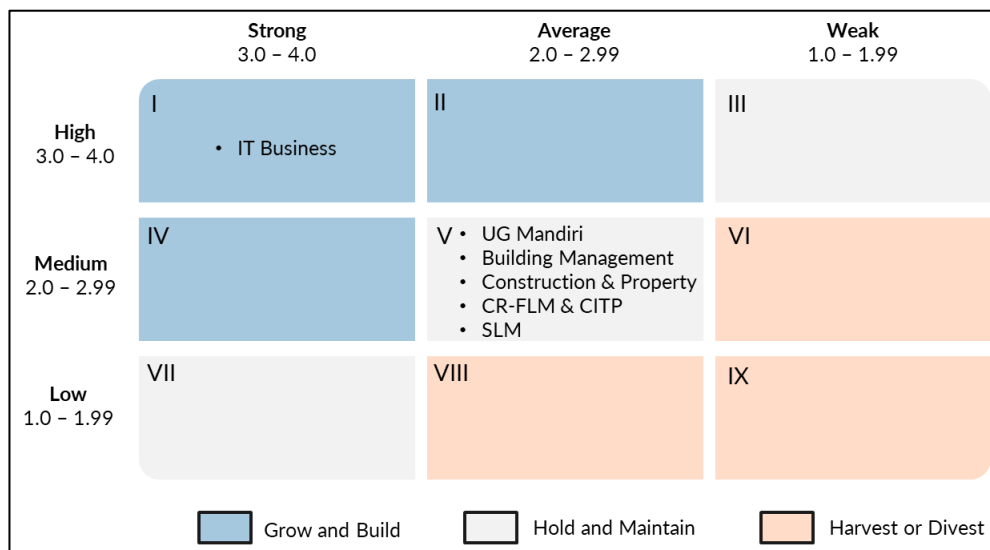 Strong
3.0 – 4.0
Average
2.0 – 2.99
Weak
1.0 – 1.99
High
3.0 – 4.0
I
• IT Business
II
III
Medium
2.0 – 2.99
IV
V
• UG Mandiri
• Building Management
• Construction & Property
• CR-FLM & CITP
• SLM
VI
Low
1.0 – 1.99
VII
VIII
IX
Grow and Build
Hold and Maintain
Harvest or Divest